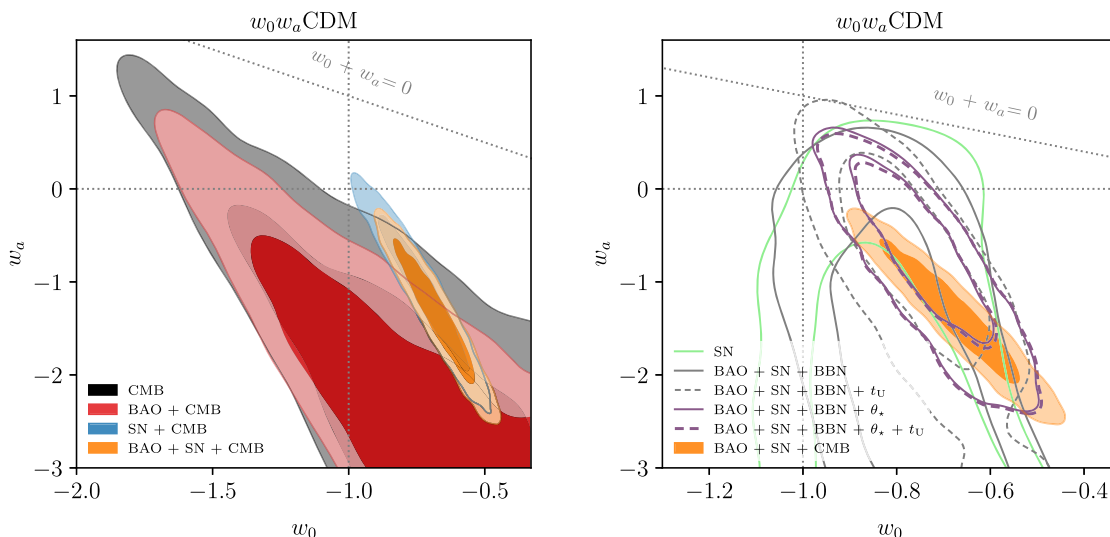 w₀wₐCDM
w₀ + wₐ = 0
1
0
−1
−2
−3
wₐ
CMB
BAO + CMB
SN + CMB
BAO + SN + CMB
−2.0 −1.5 −1.0 −0.5
w₀
w₀wₐCDM
w₀ + wₐ = 0
1
0
−1
−2
−3
wₐ
SN
BAO + SN + BBN
BAO + SN + BBN + t_U
BAO + SN + BBN + θ⋆
BAO + SN + BBN + θ⋆ + t_U
BAO + SN + CMB
−1.2 −1.0 −0.8 −0.6 −0.4
w₀